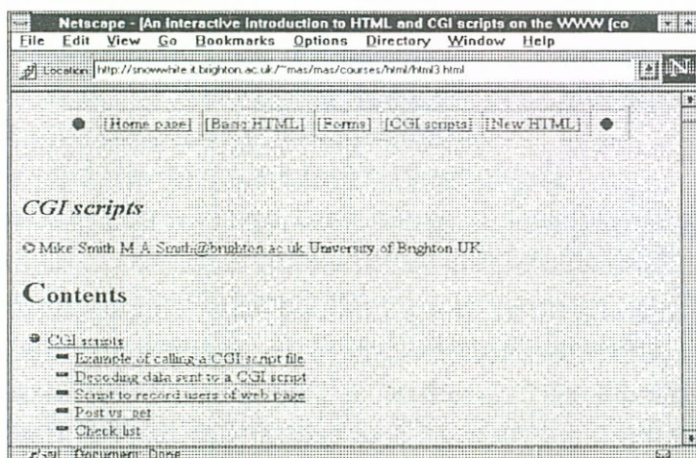 Netscape - [An Interactive Introduction to HTML and CGI scripts on the WWW (co
File Edit View Go Bookmarks Options Directory Window Help
Location: http://snowwhite.it.brighton.ac.uk/~mas/mas/courses/html/html3.html
[Home page] [Basic HTML] [Forms] [CGI scripts] [New HTML]
CGI scripts
© Mike Smith M.A.Smith@brighton.ac.uk University of Brighton UK
Contents
CGI scripts
Example of calling a CGI script file
Decoding data sent to a CGI script
Script to record users of web page
Post vs. get
Check list
Document: Done